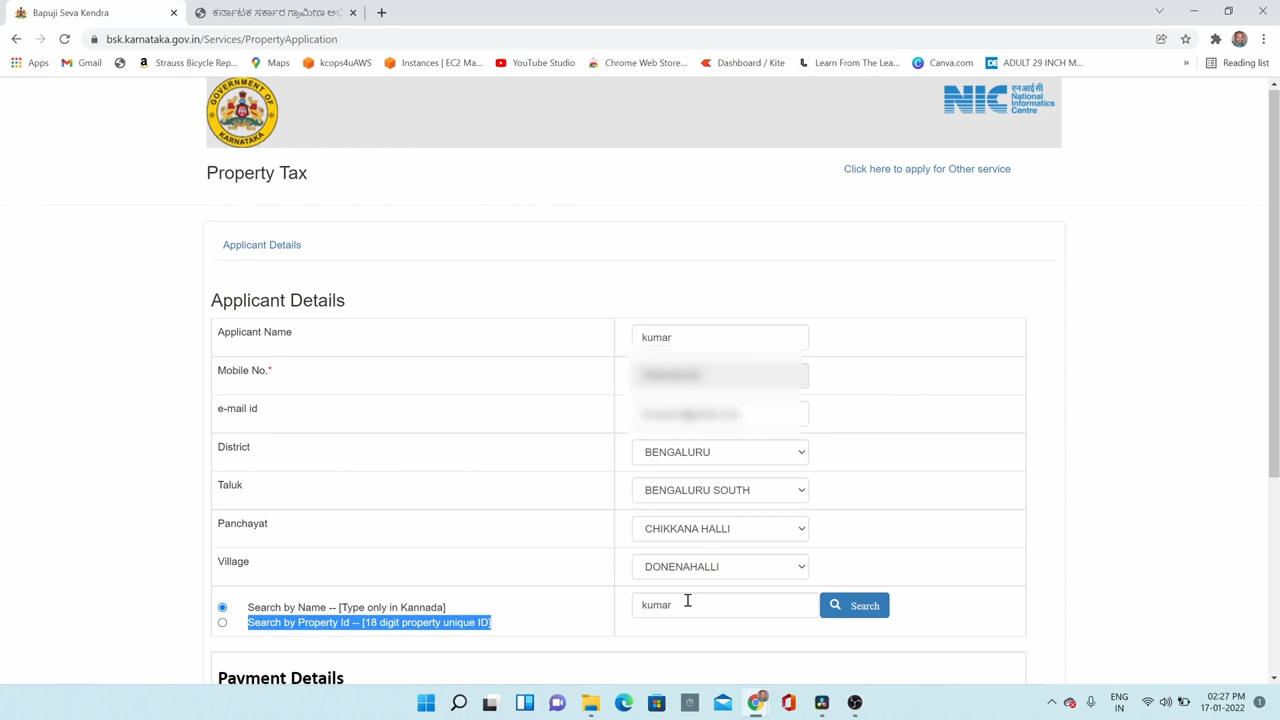 Bapuji Seva Kendra
ಕರ್ನಾಟಕ ಸರ್ಕಾರ ಗ್ರಾಮೀಣ
bsk.karnataka.gov.in/Services/PropertyApplication
Apps Gmail Maps Strauss Bicycle Rep... kcops4uAWS Instances | EC2 Ma... YouTube Studio Chrome Web Store... Dashboard / Kite Learn From The Lea... Canva.com ADULT 29 INCH M... » Reading list
GOVERNMENT OF
KARNATAKA
NIC एन आई सी
National
Informatics
Centre
Property Tax
Click here to apply for Other service
Applicant Details
Applicant Details
Applicant Name kumar
Mobile No.*
e-mail id
District BENGALURU
Taluk BENGALURU SOUTH
Panchayat CHIKKANA HALLI
Village DONENAHALLI
Search by Name -- [Type only in Kannada] kumar Search
Search by Property Id -- [18 digit property unique ID]
Payment Details
ENG
IN
02:27 PM
17-01-2022
1